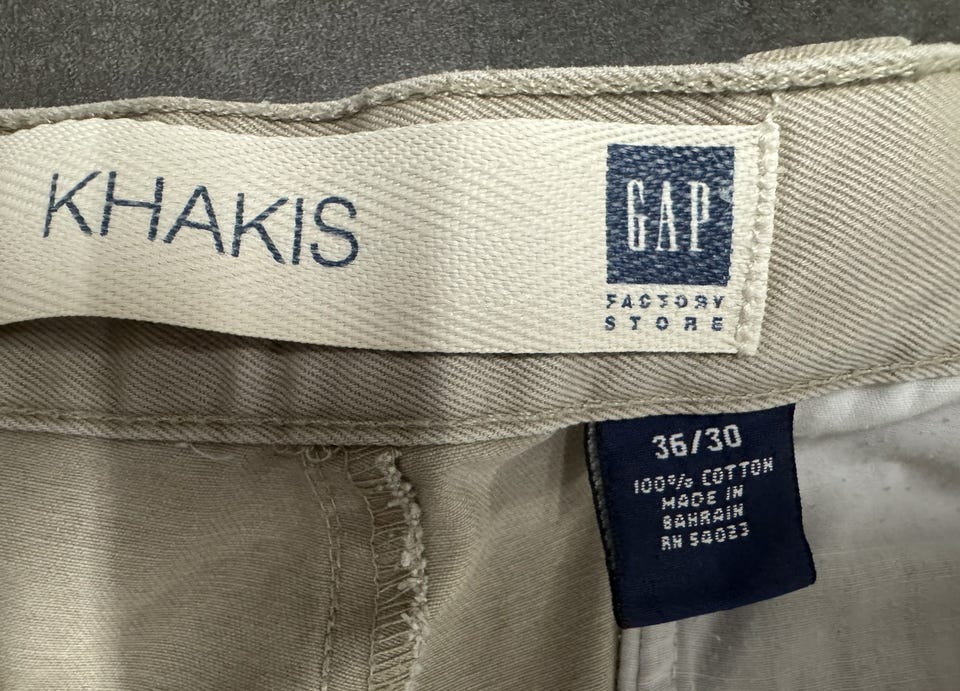 KHAKIS
GAP
FACTORY
STORE
36/30
100% COTTON
MADE IN
BAHRAIN
RN 54023